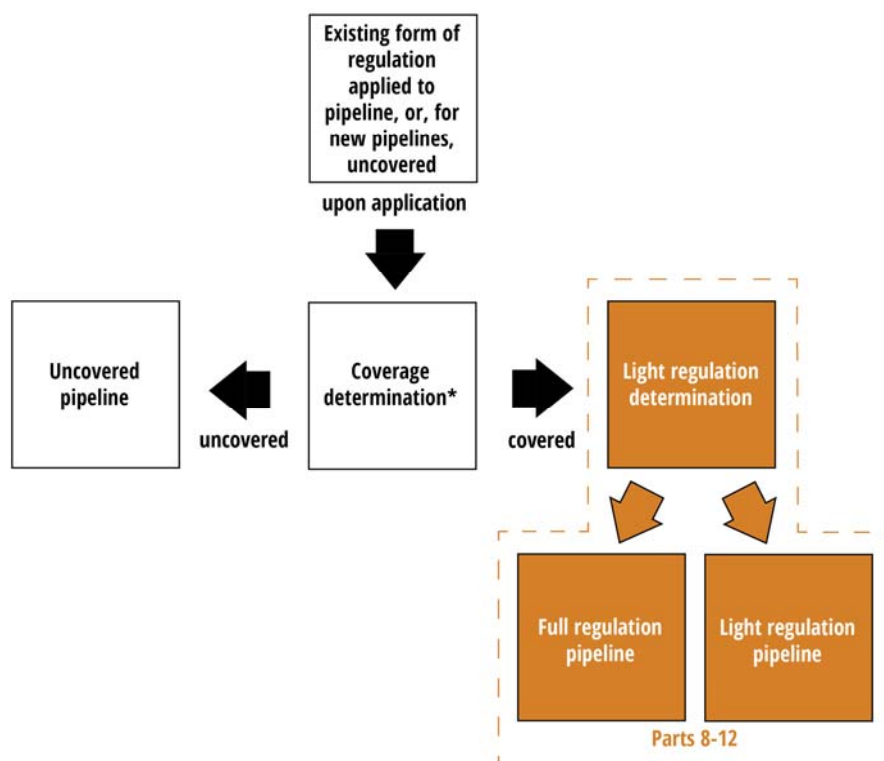 Existing form of
regulation
applied to
pipeline, or, for
new pipelines,
uncovered
upon application
Uncovered
pipeline
uncovered
Coverage
determination*
covered
Light regulation
determination
Full regulation
pipeline
Light regulation
pipeline
Parts 8-12